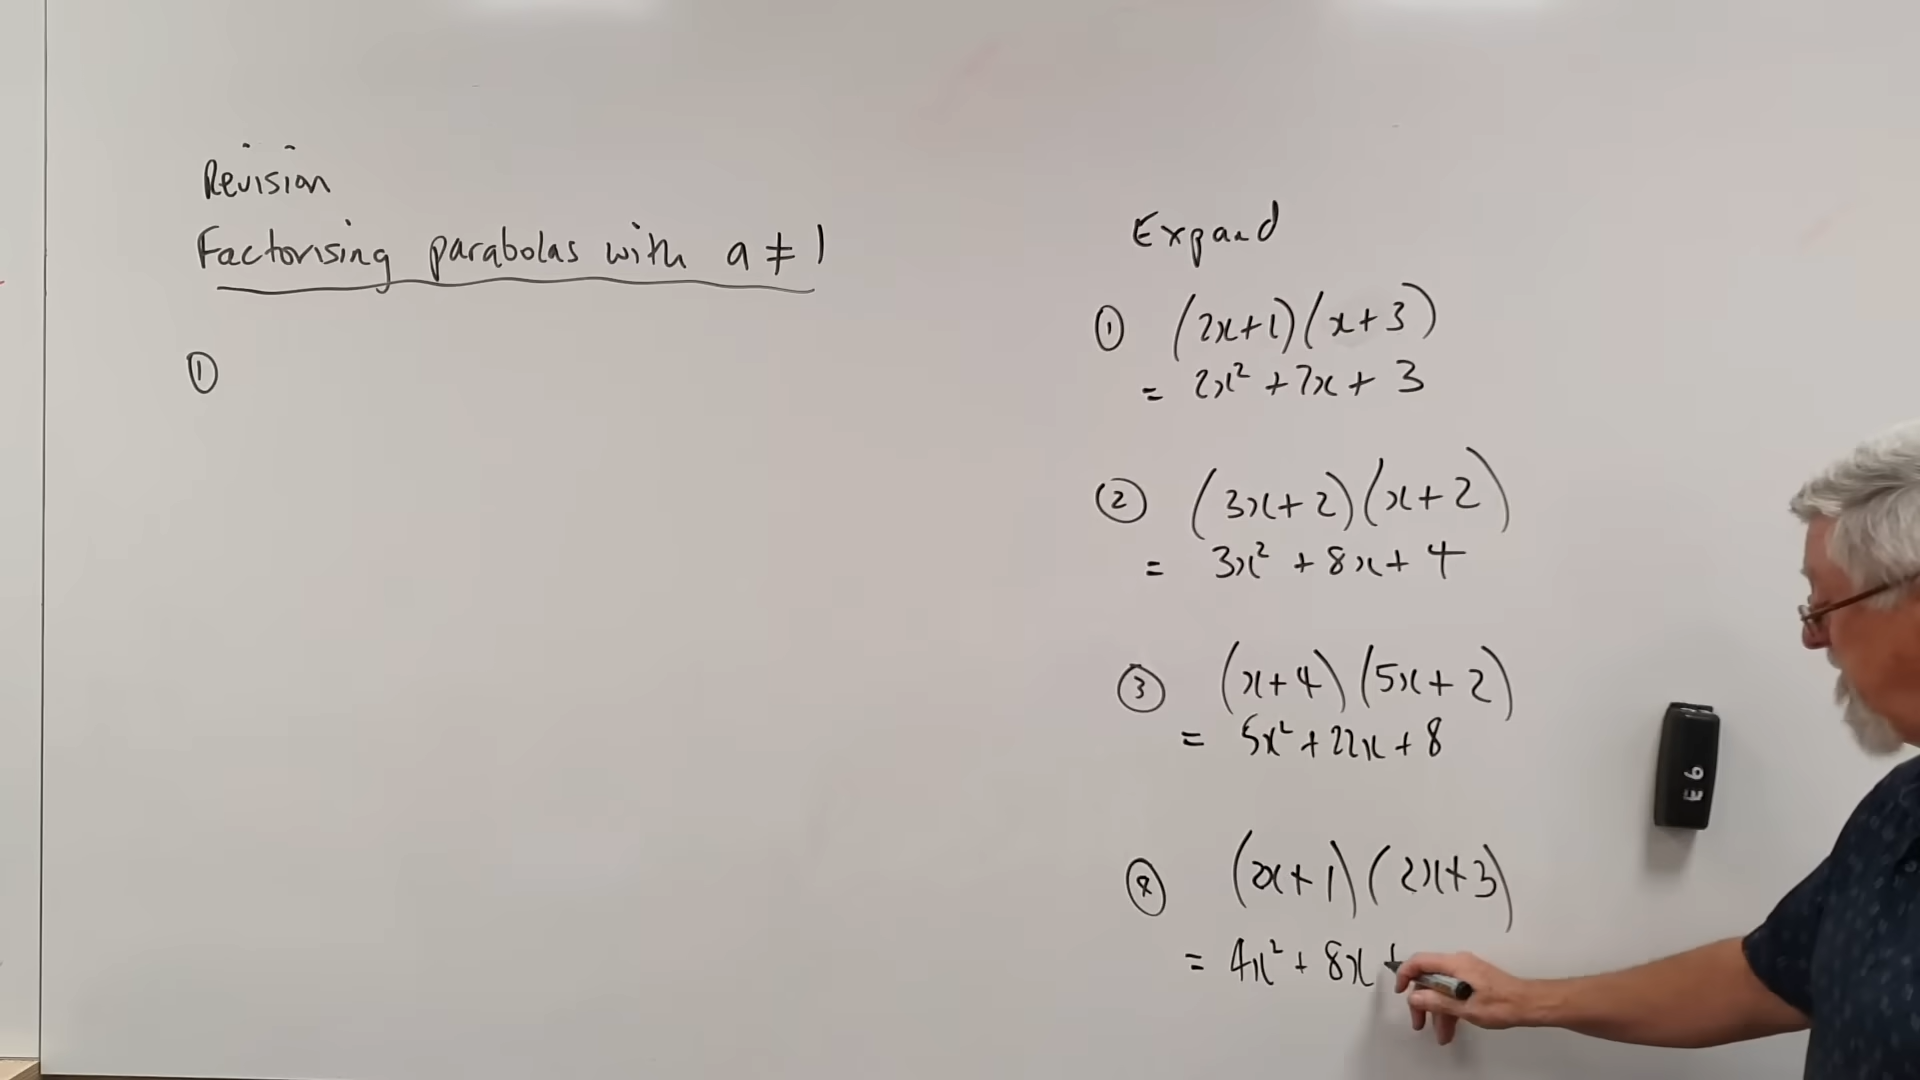 Revision
Factorising parabolas with a ≠ 1
①
Expand
① (2x+1)(x+3)
= 2x² + 7x + 3
② (3x+2)(x+2)
= 3x² + 8x + 4
③ (x+4)(5x+2)
= 5x² + 22x + 8
(2x+1)(2x+3)
= 4x² + 8x +